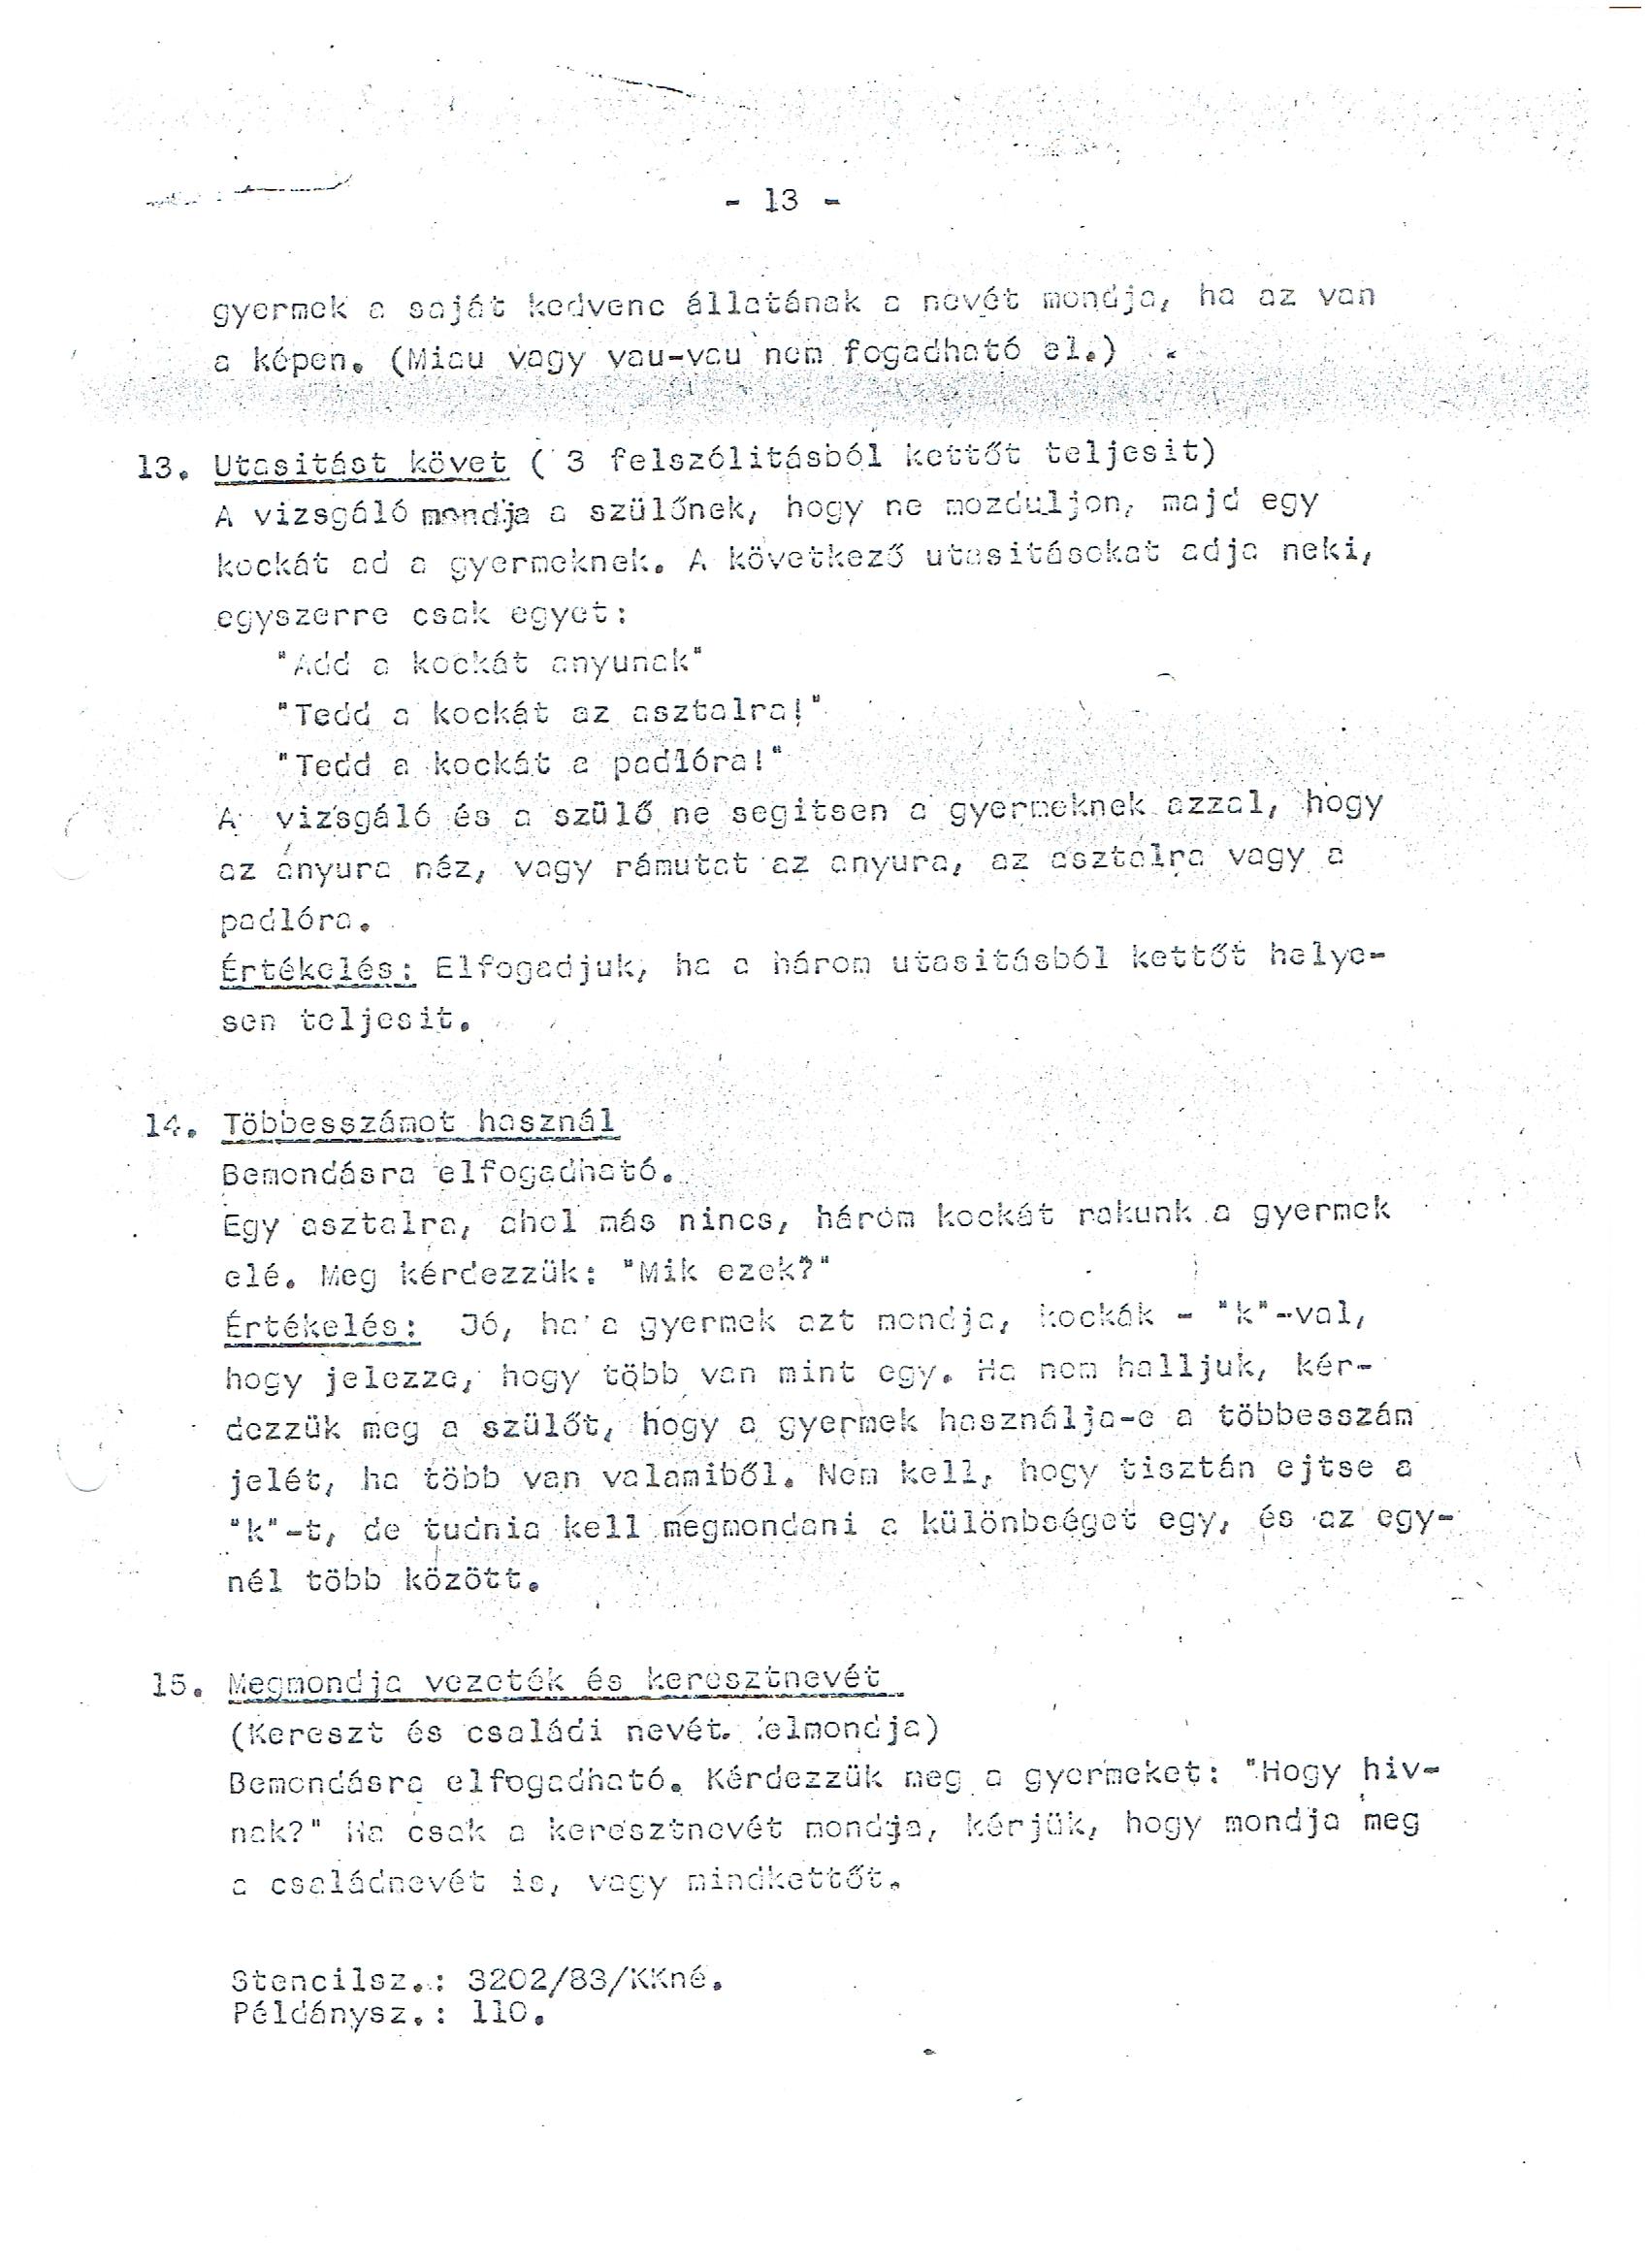 - 13 -
gyermek a saját kedvenc állatának a nevét mondja, ha az van
a képen. (Miau vagy vau-vau nem fogadható el.)
13. Utasitást követ ( 3 felszólitásból kettőt teljesit)
A vizsgáló mondja a szülőnek, hogy ne mozduljon, majd egy
kockát ad a gyermeknek. A következő utasitásokat adja neki,
egyszerre csak egyet:
"Add a kockát anyunak"
"Tedd a kockát az asztalra!"
"Tedd a kockát a padlóra!"
A vizsgáló és a szülő ne segitsen a gyermeknek azzal, hogy
az anyura néz, vagy rámutat az anyura, az asztalra vagy a
padlóra.
Értékelés: Elfogadjuk, ha a három utasitásból kettőt helye-
sen teljesit.
14. Többesszámot használ
Bemondásra elfogadható.
Egy asztalra, ahol más nincs, három kockát rakunk a gyermek
elé. Meg kérdezzük: "Mik ezek?"
Értékelés: Jó, ha a gyermek azt mondja, kockák - "k"-val,
hogy jelezze, hogy több van mint egy. Ha nem halljuk, kér-
dezzük meg a szülőt, hogy a gyermek használja-e a többesszám
jelét, ha több van valamiből. Nem kell, hogy tisztán ejtse a
"k"-t, de tudnia kell megmondani a különbséget egy, és az egy-
nél több között.
15. Megmondja vezeték és keresztnevét
(Kereszt és családi nevét elmondja)
Bemondásra elfogadható. Kérdezzük meg a gyermeket: "Hogy hiv-
nak?" Ha csak a keresztnevét mondja, kérjük, hogy mondja meg
a családnevét is, vagy mindkettőt.
Stencilsz.: 3202/83/KKné.
Példánysz.: 110.